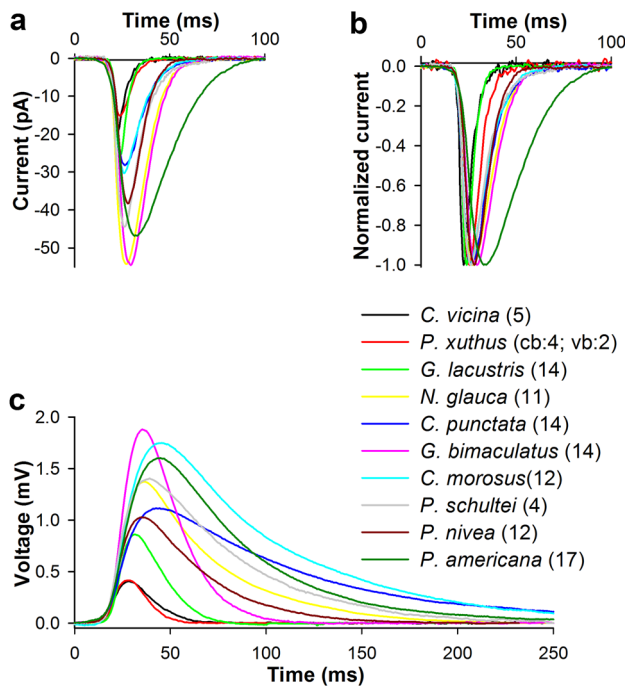 a
Time (ms)
0 50 100
Current (pA)
0
-10
-20
-30
-40
-50
b
Time (ms)
0 50 100
Normalized current
0.0
-0.2
-0.4
-0.6
-0.8
-1.0
C. vicina (5)
P. xuthus (cb:4; vb:2)
G. lacustris (14)
N. glauca (11)
C. punctata (14)
G. bimaculatus (14)
C. morosus(12)
P. schultei (4)
P. nivea (12)
P. americana (17)
c
Voltage (mV)
2.0
1.5
1.0
0.5
0.0
0 50 100 150 200 250
Time (ms)